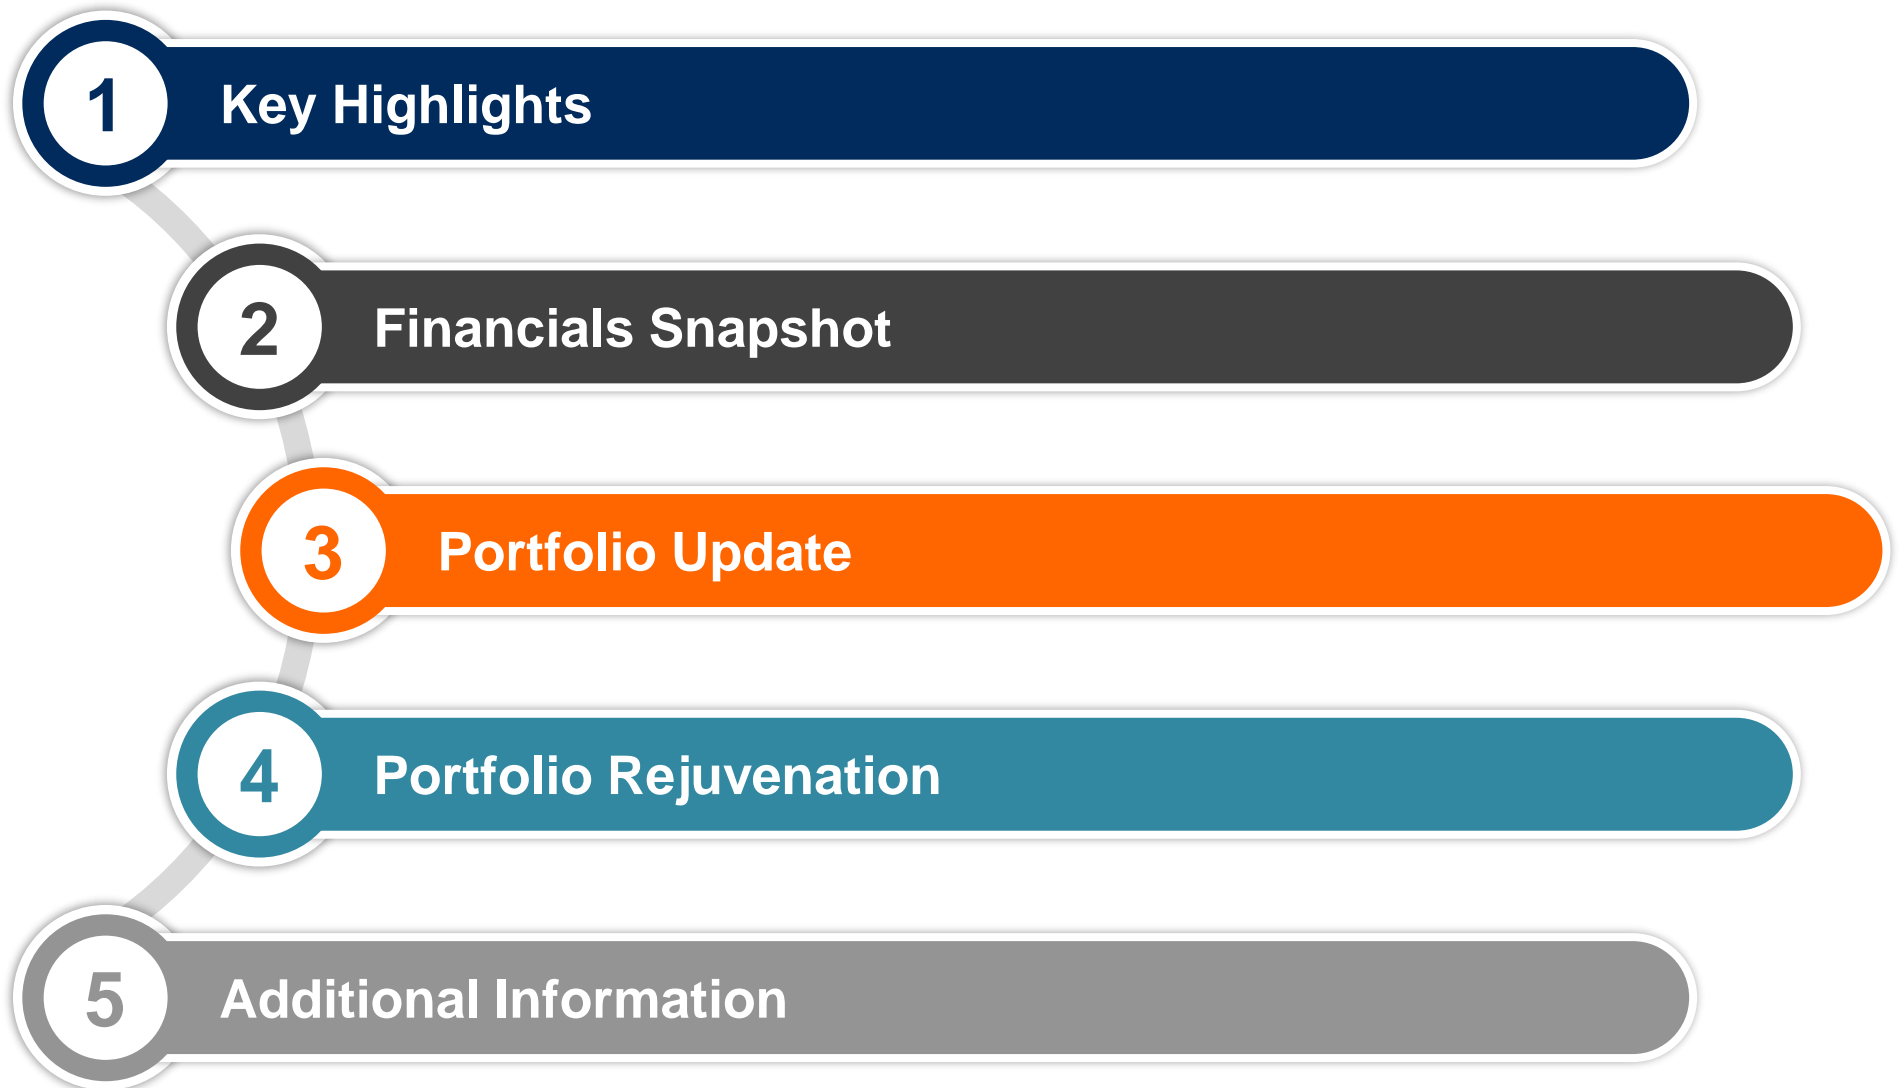 1 Key Highlights
2 Financials Snapshot
3 Portfolio Update
4 Portfolio Rejuvenation
5 Additional Information